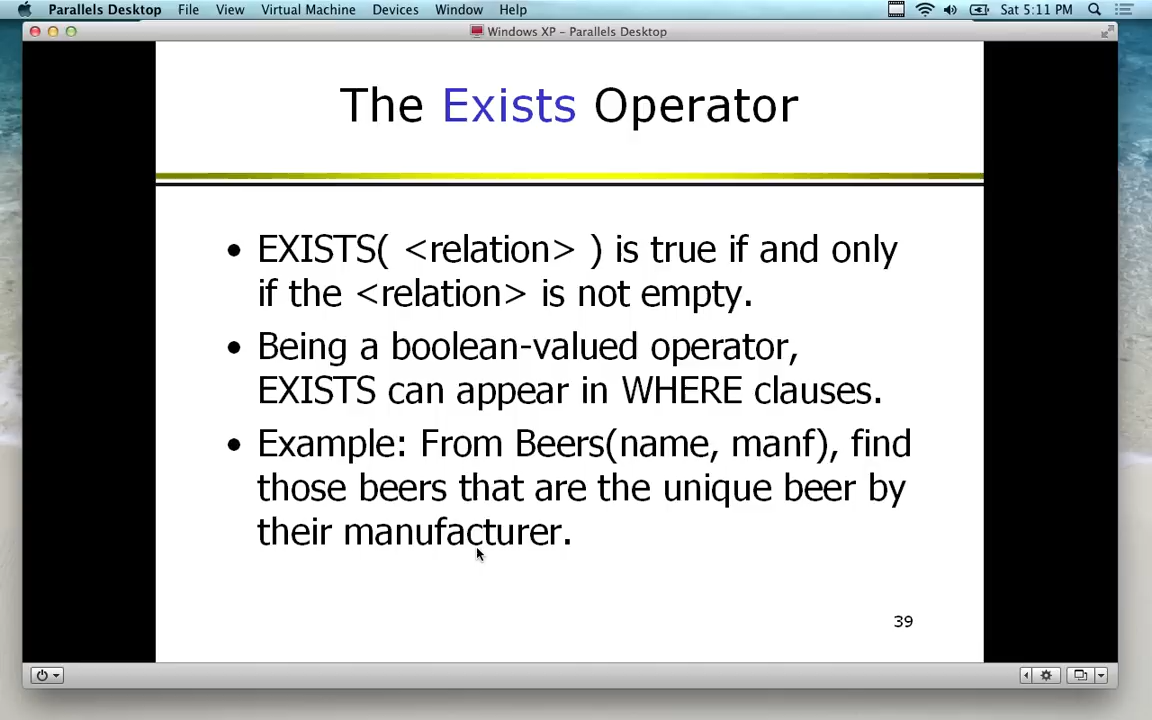 Parallels Desktop File View Virtual Machine Devices Window Help Sat 5:11 PM
Windows XP – Parallels Desktop
The Exists Operator
• EXISTS( <relation> ) is true if and only
if the <relation> is not empty.
• Being a boolean-valued operator,
EXISTS can appear in WHERE clauses.
• Example: From Beers(name, manf), find
those beers that are the unique beer by
their manufacturer.
39